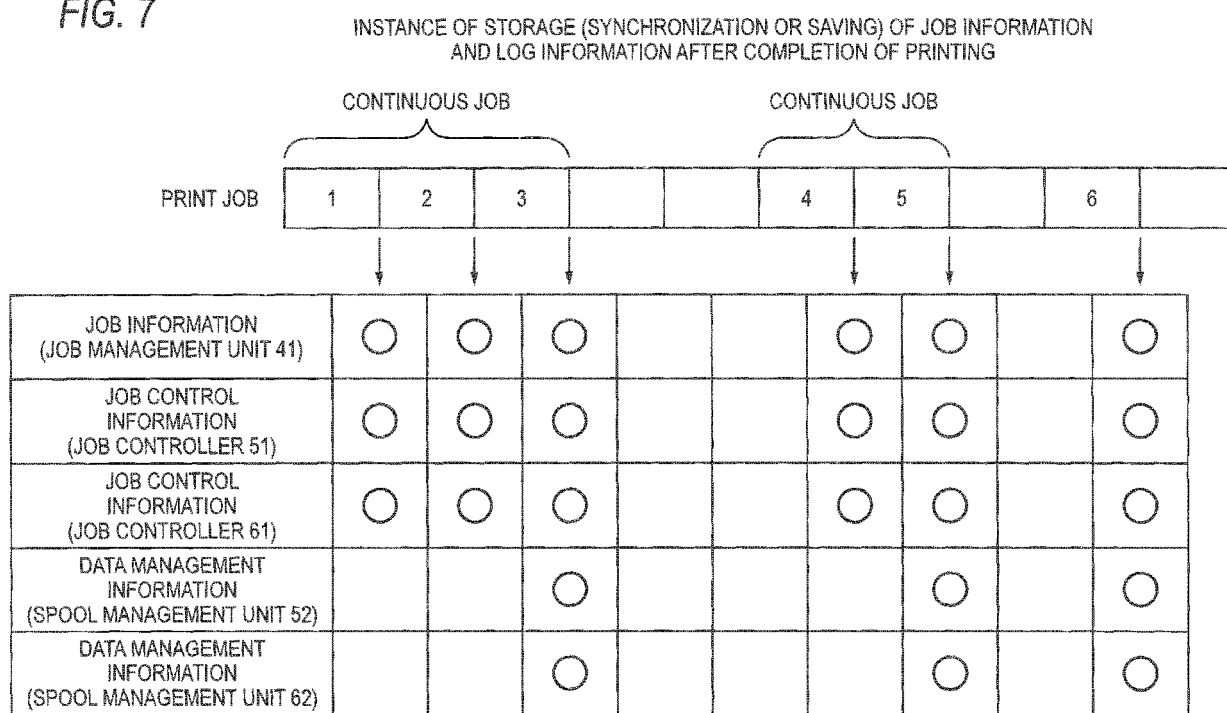 FIG. 7
INSTANCE OF STORAGE (SYNCHRONIZATION OR SAVING) OF JOB INFORMATION
AND LOG INFORMATION AFTER COMPLETION OF PRINTING
CONTINUOUS JOB
CONTINUOUS JOB
PRINT JOB
1
2
3
4
5
6
JOB INFORMATION
(JOB MANAGEMENT UNIT 41)
JOB CONTROL
INFORMATION
(JOB CONTROLLER 51)
JOB CONTROL
INFORMATION
(JOB CONTROLLER 61)
DATA MANAGEMENT
INFORMATION
(SPOOL MANAGEMENT UNIT 52)
DATA MANAGEMENT
INFORMATION
(SPOOL MANAGEMENT UNIT 62)